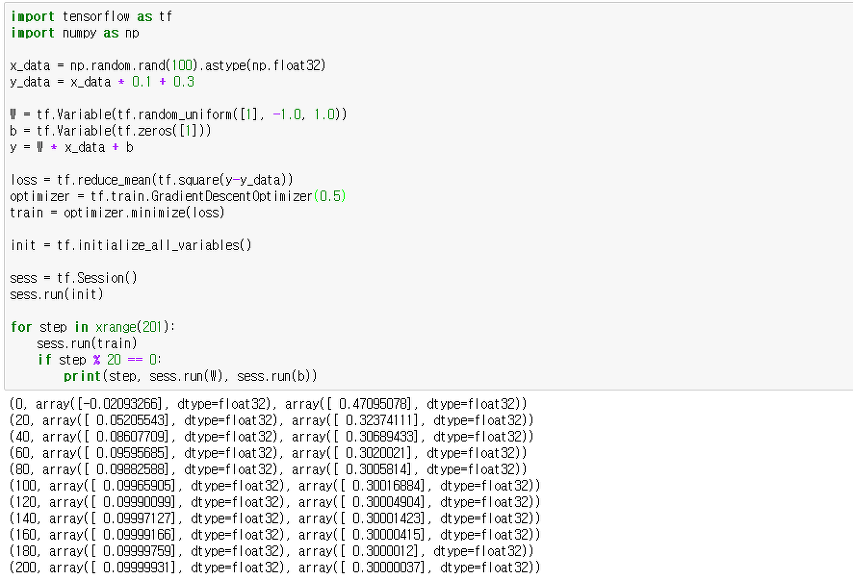 import tensorflow as tf
import numpy as np
x_data = np.random.rand(100).astype(np.float32)
y_data = x_data * 0.1 + 0.3
W = tf.Variable(tf.random_uniform([1], -1.0, 1.0))
b = tf.Variable(tf.zeros([1]))
y = W * x_data + b
loss = tf.reduce_mean(tf.square(y-y_data))
optimizer = tf.train.GradientDescentOptimizer(0.5)
train = optimizer.minimize(loss)
init = tf.initialize_all_variables()
sess = tf.Session()
sess.run(init)
for step in xrange(201):
    sess.run(train)
    if step % 20 == 0:
        print(step, sess.run(W), sess.run(b))
(0, array([-0.02093266], dtype=float32), array([ 0.47095078], dtype=float32))
(20, array([ 0.05205543], dtype=float32), array([ 0.32374111], dtype=float32))
(40, array([ 0.08607709], dtype=float32), array([ 0.30689433], dtype=float32))
(60, array([ 0.09595685], dtype=float32), array([ 0.3020021], dtype=float32))
(80, array([ 0.09882588], dtype=float32), array([ 0.3005814], dtype=float32))
(100, array([ 0.09965905], dtype=float32), array([ 0.30016884], dtype=float32))
(120, array([ 0.09990099], dtype=float32), array([ 0.30004904], dtype=float32))
(140, array([ 0.09997127], dtype=float32), array([ 0.30001423], dtype=float32))
(160, array([ 0.09999166], dtype=float32), array([ 0.30000415], dtype=float32))
(180, array([ 0.09999759], dtype=float32), array([ 0.3000012], dtype=float32))
(200, array([ 0.09999931], dtype=float32), array([ 0.30000037], dtype=float32))